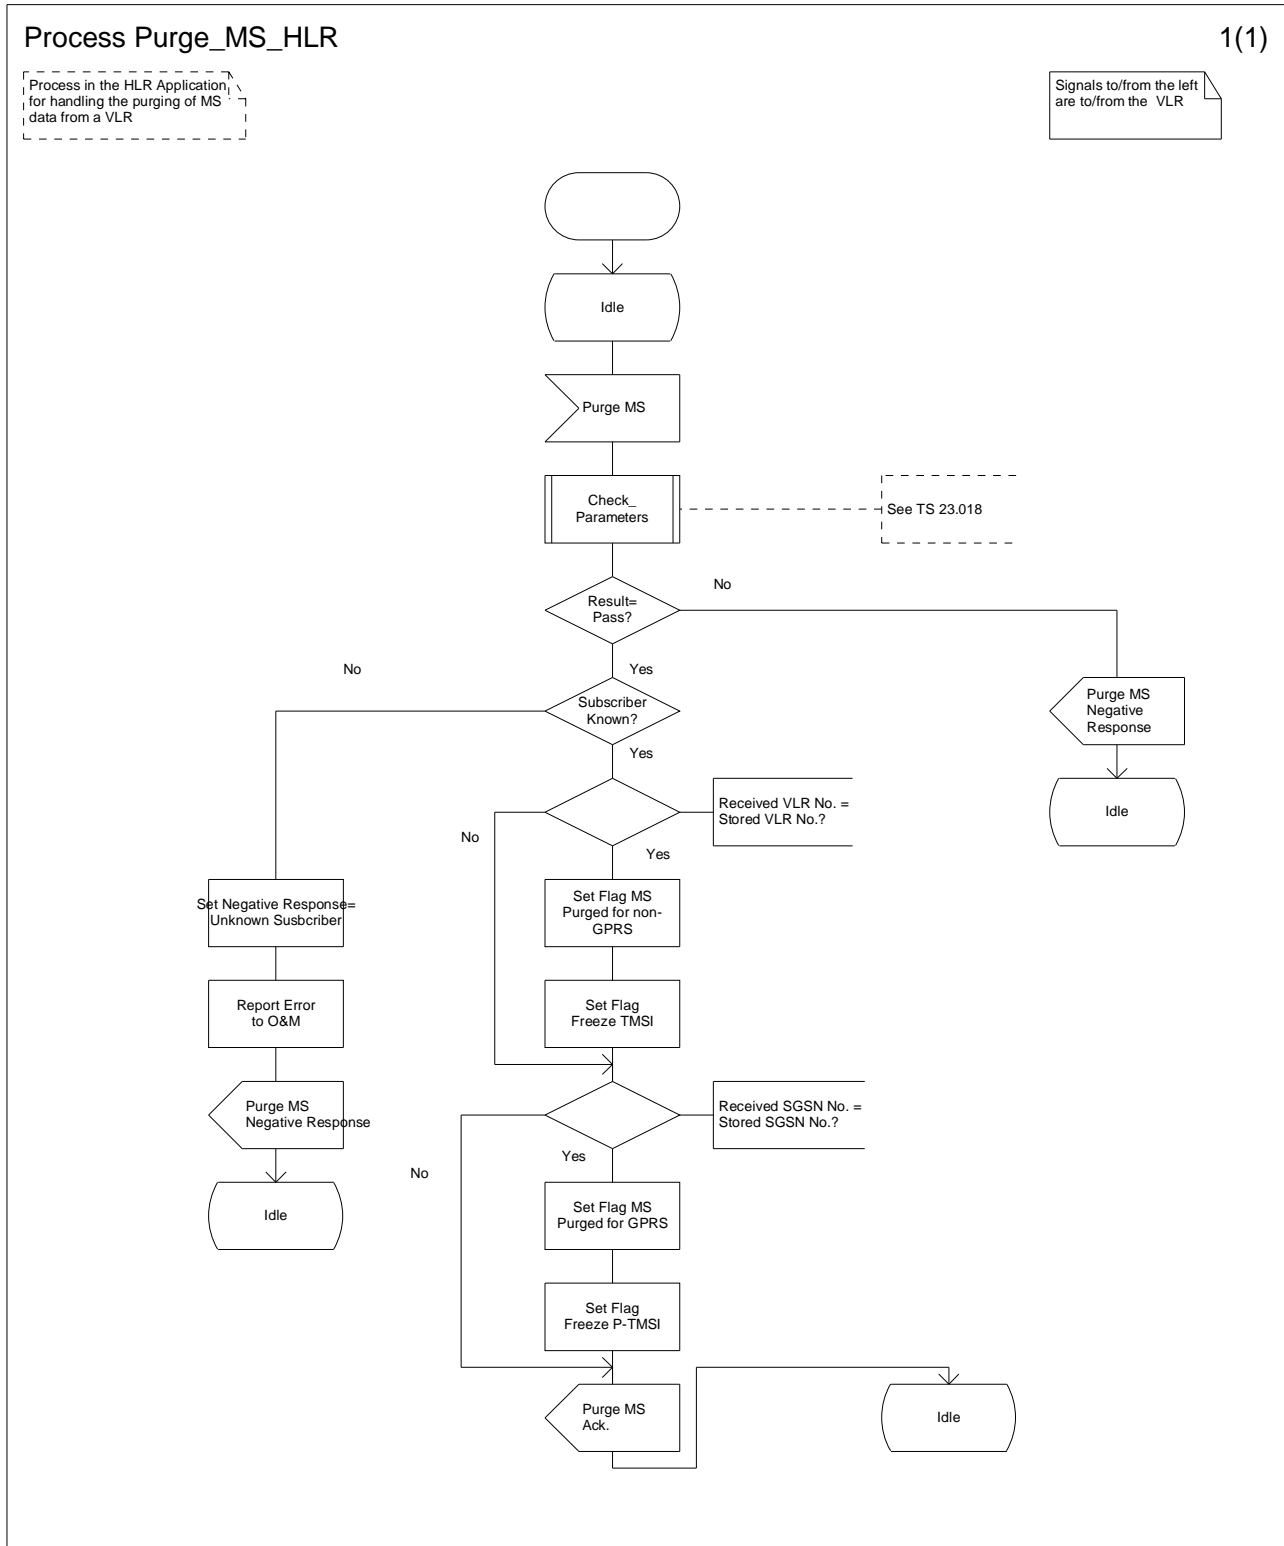 Process Purge_MS_HLR
1(1)
Process in the HLR Application
for handling the purging of MS
data from a VLR
Signals to/from the left
are to/from the VLR
Idle
Purge MS
Check_
Parameters
See TS 23.018
Result=
Pass?
No
Yes
No
Subscriber
Known?
Purge MS
Negative
Response
Yes
Received VLR No. =
Stored VLR No.?
Idle
No
Yes
Set Negative Response=
Unknown Susbcriber
Set Flag MS
Purged for non-
GPRS
Report Error
to O&M
Set Flag
Freeze TMSI
Purge MS
Negative Response
Received SGSN No. =
Stored SGSN No.?
Yes
No
Idle
Set Flag MS
Purged for GPRS
Set Flag
Freeze P-TMSI
Purge MS
Ack.
Idle